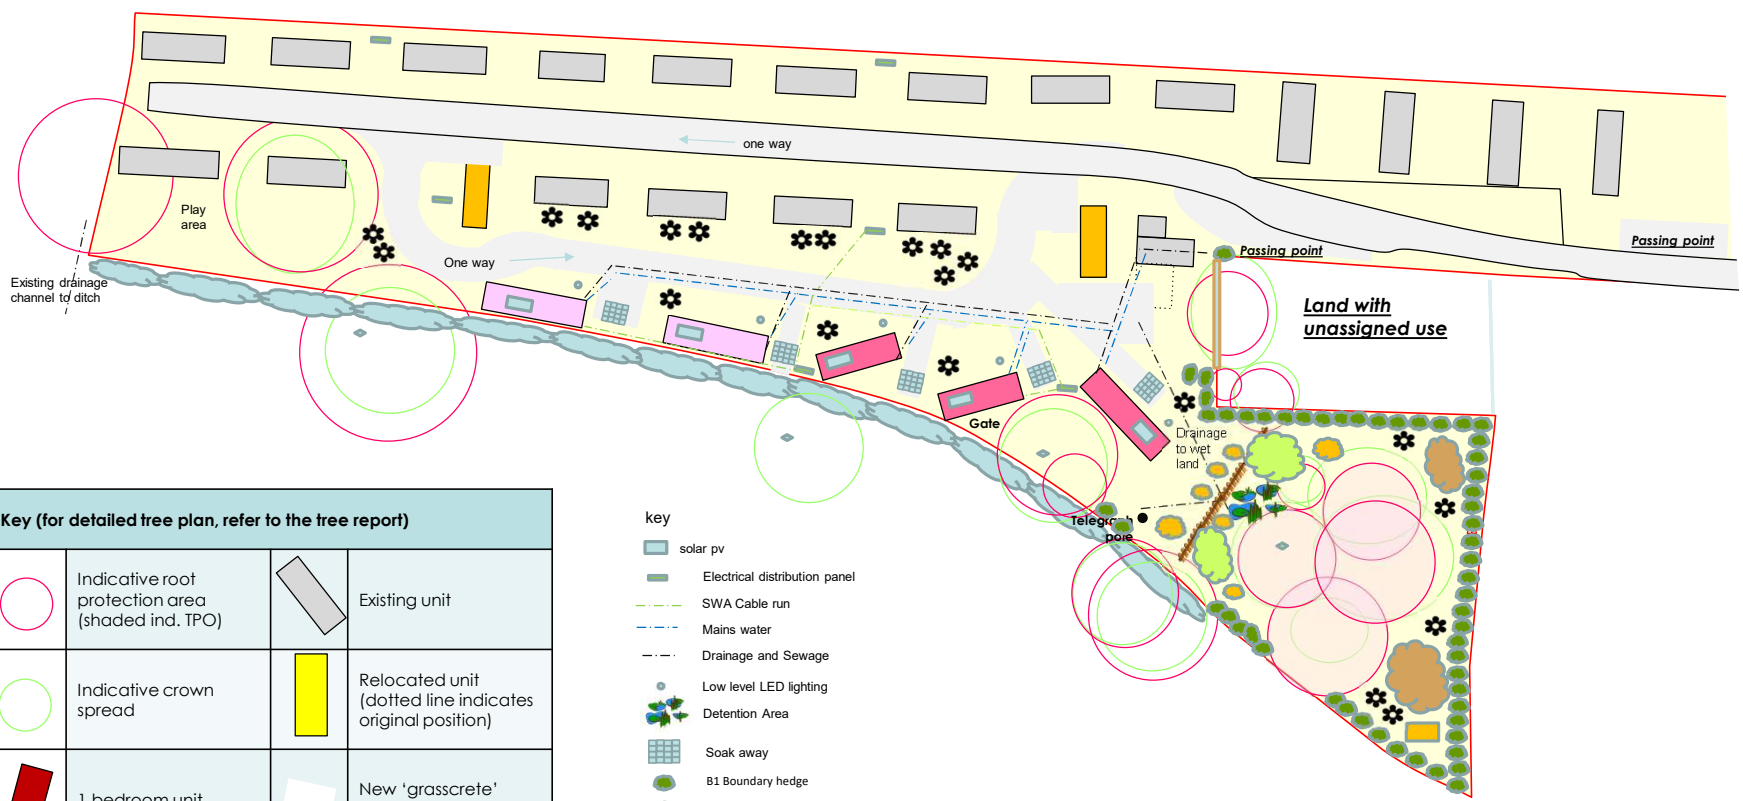 one way
Play
area
One way
Existing drainage
channel to ditch
Passing point
Passing point
Land with
unassigned use
Gate
Drainage
to wet
land
Telegraph
pole
Key (for detailed tree plan, refer to the tree report)
Indicative root
protection area
(shaded ind. TPO)
Existing unit
Indicative crown
spread
Relocated unit
(dotted line indicates
original position)
1 bedroom unit
New ‘grasscrete’
key
solar pv
Electrical distribution panel
SWA Cable run
Mains water
Drainage and Sewage
Low level LED lighting
Detention Area
Soak away
B1 Boundary hedge